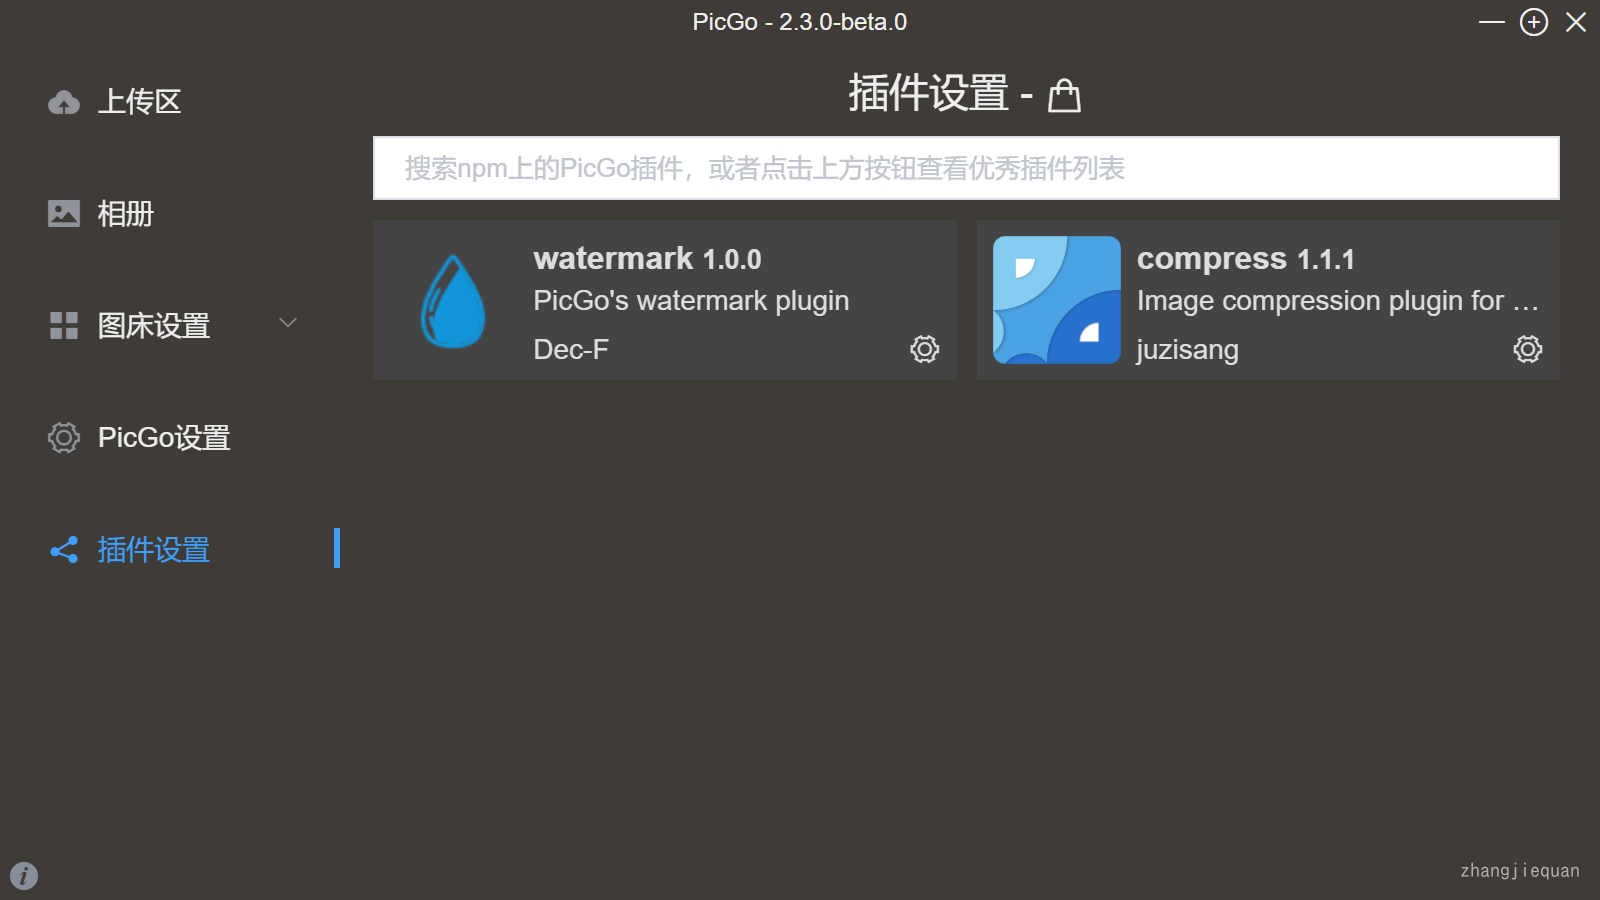 PicGo - 2.3.0-beta.0
上传区
相册
图床设置
PicGo设置
插件设置
插件设置 -
搜索npm上的PicGo插件，或者点击上方按钮查看优秀插件列表
watermark 1.0.0
PicGo's watermark plugin
Dec-F
compress 1.1.1
Image compression plugin for ...
juzisang
zhangjiequan